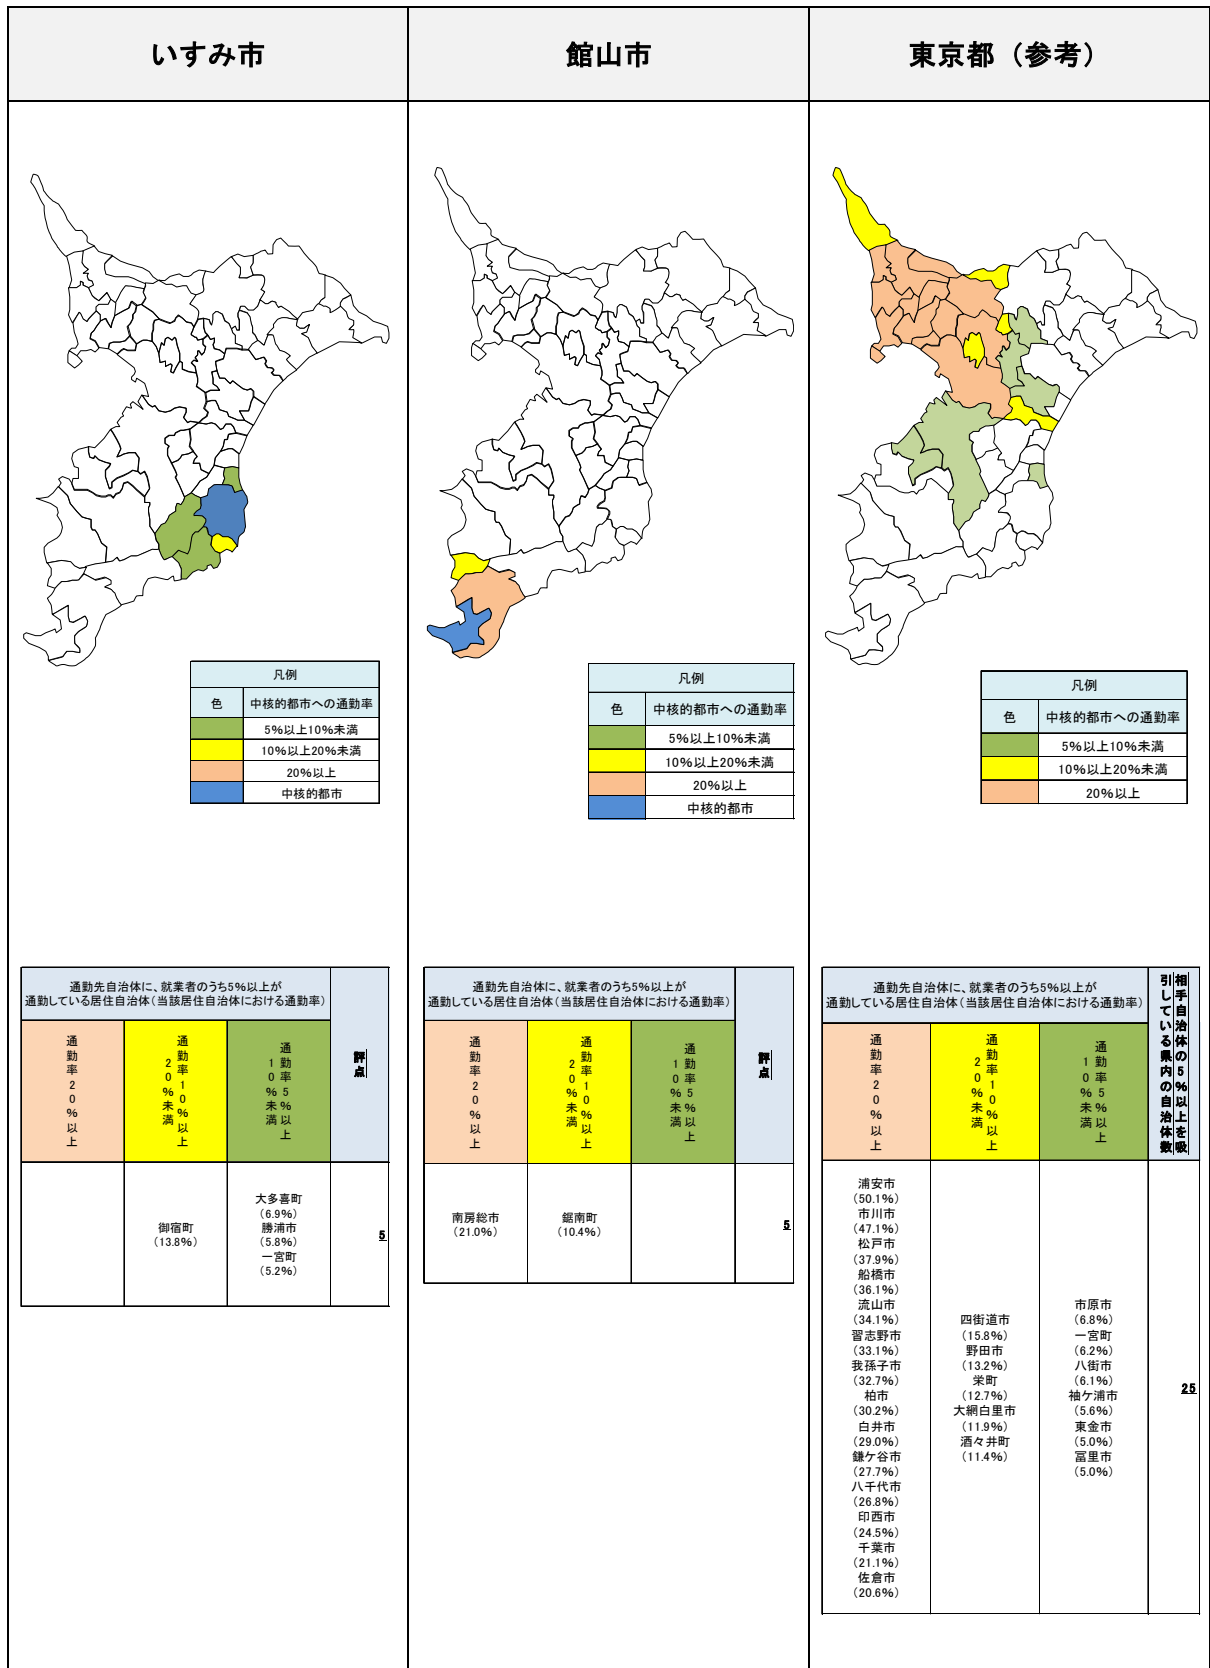 いすみ市
館山市
東京都（参考）
凡例
色
中核的都市への通勤率
5%以上10%未満
10%以上20%未満
20%以上
中核的都市
凡例
色
中核的都市への通勤率
5%以上10%未満
10%以上20%未満
20%以上
中核的都市
凡例
色
中核的都市への通勤率
5%以上10%未満
10%以上20%未満
20%以上
通勤先自治体に、就業者のうち5%以上が
通勤している居住自治体（当該居住自治体における通勤率）
通勤率20%以上
通勤率10%以上
20%未満
通勤率5%以上
10%未満
評点
御宿町
（13.8%）
大多喜町
（6.9%）
勝浦市
（5.8%）
一宮町
（5.2%）
5
通勤先自治体に、就業者のうち5%以上が
通勤している居住自治体（当該居住自治体における通勤率）
通勤率20%以上
通勤率10%以上
20%未満
通勤率5%以上
10%未満
評点
南房総市
（21.0%）
鋸南町
（10.4%）
5
通勤先自治体に、就業者のうち5%以上が
通勤している居住自治体（当該居住自治体における通勤率）
通勤率20%以上
通勤率10%以上
20%未満
通勤率5%以上
10%未満
相手自治体の5%以上を吸
引している県内の自治体数
浦安市
（50.1%）
市川市
（47.1%）
松戸市
（37.9%）
船橋市
（36.1%）
流山市
（34.1%）
習志野市
（33.1%）
我孫子市
（32.7%）
柏市
（30.2%）
白井市
（29.0%）
鎌ケ谷市
（27.7%）
八千代市
（26.8%）
印西市
（24.5%）
千葉市
（21.1%）
佐倉市
（20.6%）
四街道市
（15.8%）
野田市
（13.2%）
栄町
（12.7%）
大網白里市
（11.9%）
酒々井町
（11.4%）
市原市
（6.8%）
一宮町
（6.2%）
八街市
（6.1%）
袖ケ浦市
（5.6%）
東金市
（5.0%）
冨里市
（5.0%）
25